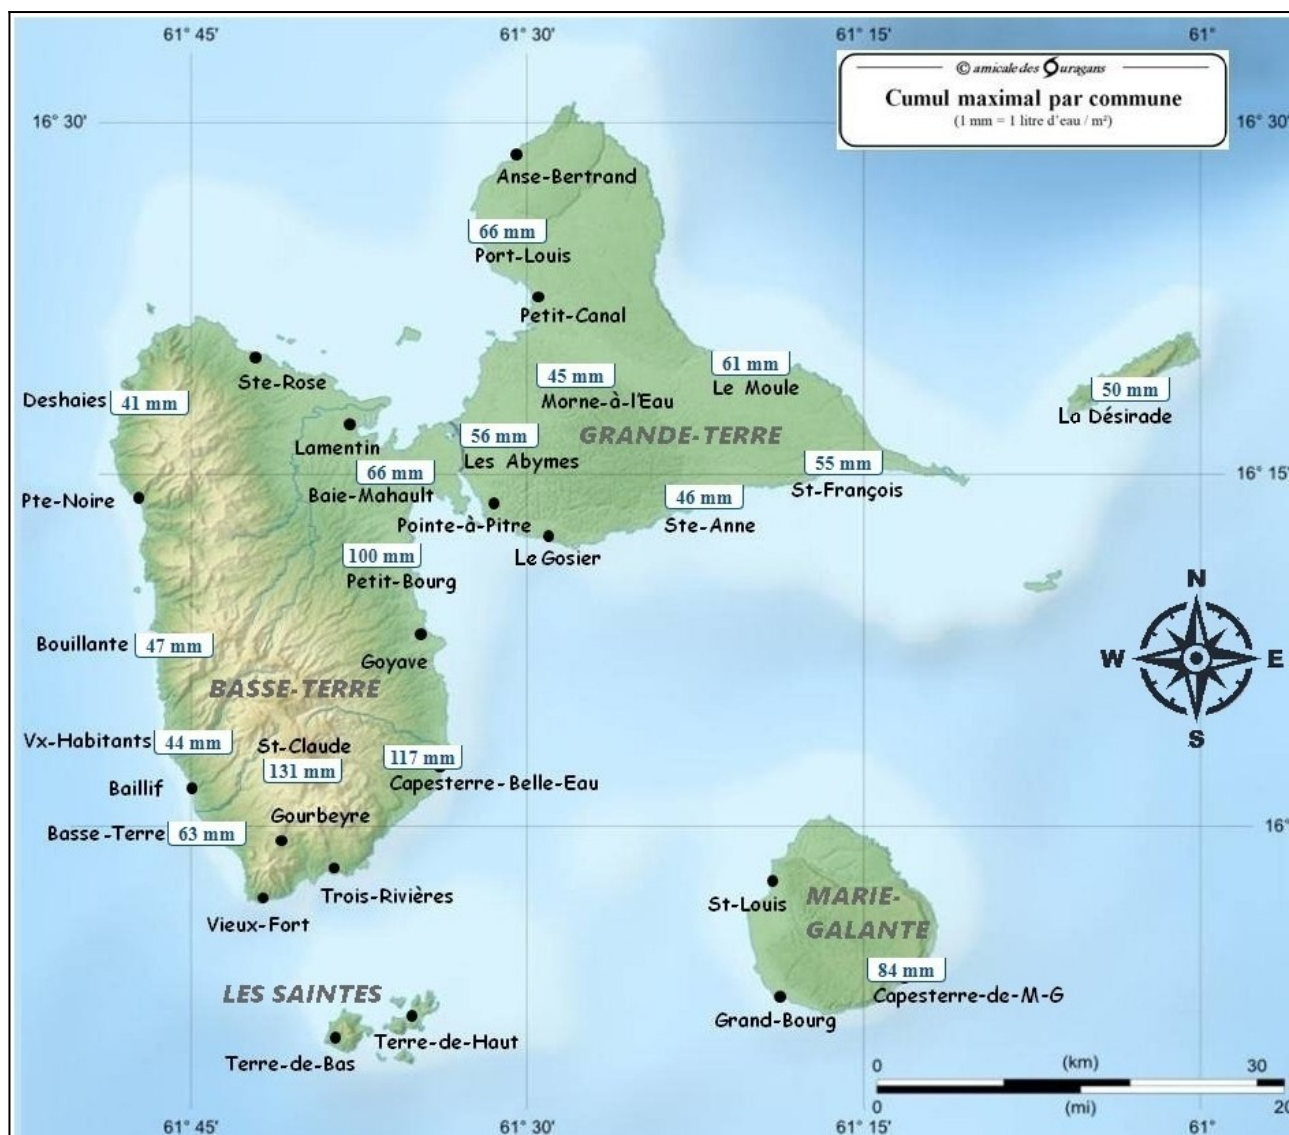 61° 45' 61° 30' 61° 15' 61°
© amicale des Ouragans
Cumul maximal par commune
(1 mm = 1 litre d'eau / m²)
16° 30' 16° 30'
Anse-Bertrand
66 mm
Port-Louis
Petit-Canal
Ste-Rose
61 mm
Le Moule
45 mm
Morne-à-l'Eau
50 mm
La Désirade
Deshaies 41 mm
Lamentin
GRANDE-TERRE
56 mm
Les Abymes
66 mm
Baie-Mahault
55 mm
St-François
16° 15'
Pte-Noire
46 mm
Ste-Anne
Pointe-à-Pitre
Le Gosier
100 mm
Petit-Bourg
N
W E
S
Bouillante 47 mm
Goyave
BASSE-TERRE
Vx-Habitants 44 mm
St-Claude
131 mm
117 mm
Capesterre-Belle-Eau
Baillif
Gourbeyre
Basse-Terre 63 mm
16°
Trois-Rivières
Vieux-Fort
St-Louis
MARIE-
GALANTE
84 mm
Capesterre-de-M-G
Grand-Bourg
LES SAINTES
Terre-de-Haut
Terre-de-Bas
0 (km) 30
0 (mi) 20
61° 45' 61° 30' 61° 15' 61°